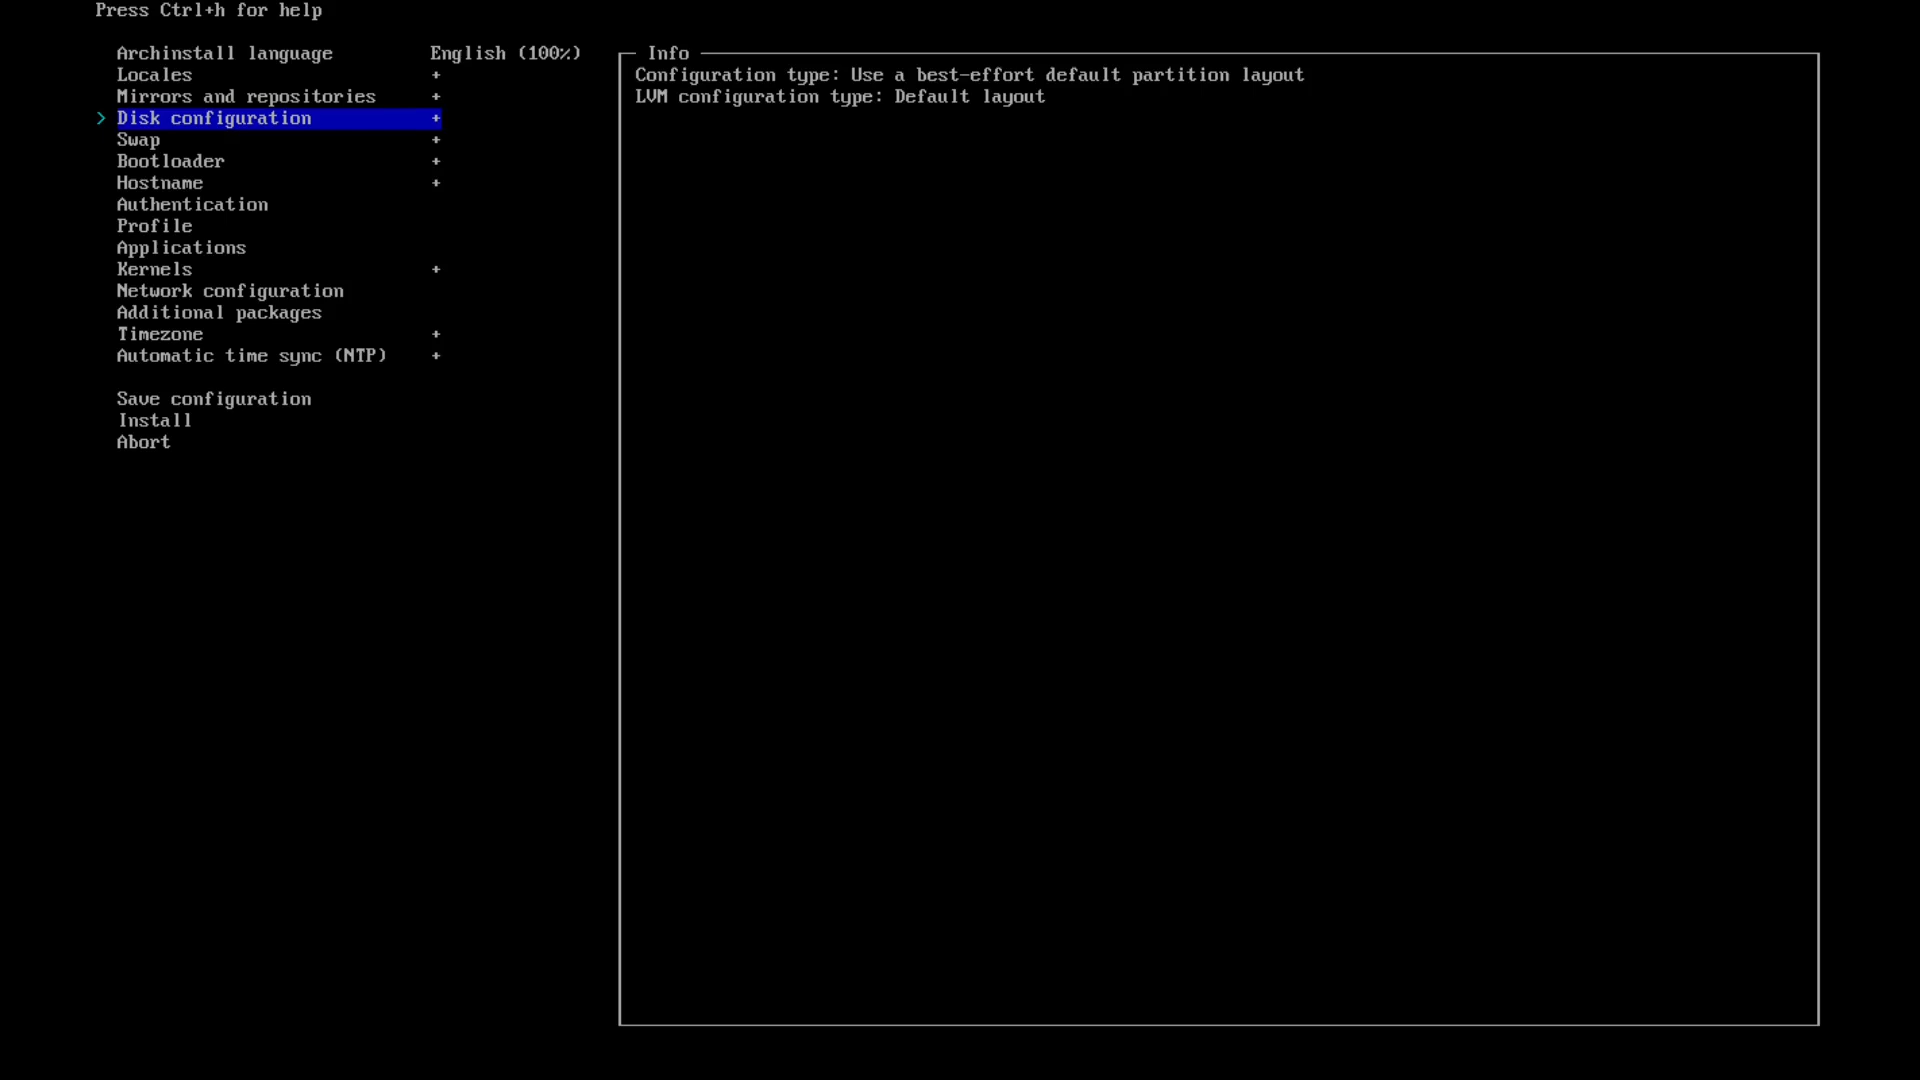 Press Ctrl+h for help
Archinstall language English (100%)
Locales +
Mirrors and repositories +
> Disk configuration +
Swap +
Bootloader +
Hostname +
Authentication
Profile
Applications
Kernels +
Network configuration
Additional packages
Timezone +
Automatic time sync (NTP) +
Save configuration
Install
Abort
Info
Configuration type: Use a best-effort default partition layout
LVM configuration type: Default layout